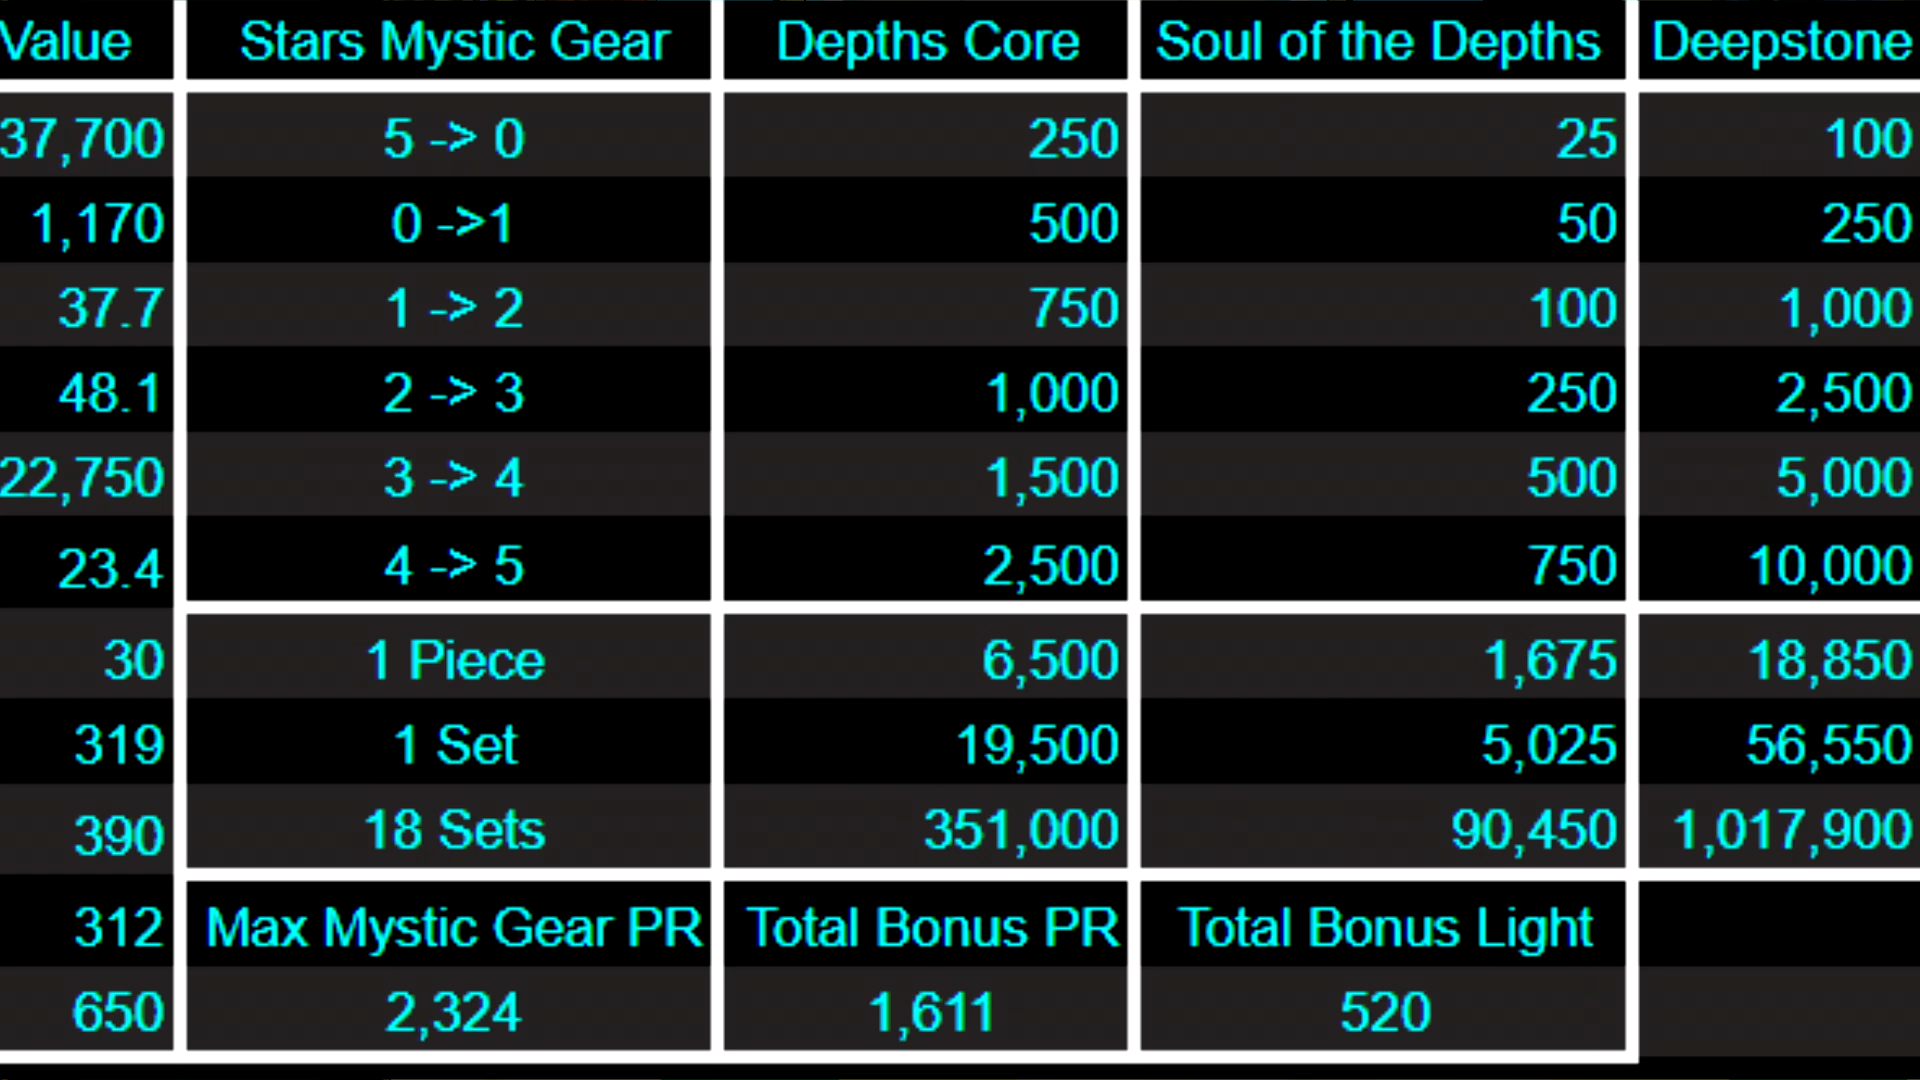 Value Stars Mystic Gear Depths Core Soul of the Depths Deepstone
37,700 5 -> 0 250 25 100
1,170 0 ->1 500 50 250
37.7 1 -> 2 750 100 1,000
48.1 2 -> 3 1,000 250 2,500
22,750 3 -> 4 1,500 500 5,000
23.4 4 -> 5 2,500 750 10,000
30 1 Piece 6,500 1,675 18,850
319 1 Set 19,500 5,025 56,550
390 18 Sets 351,000 90,450 1,017,900
312 Max Mystic Gear PR Total Bonus PR Total Bonus Light
650 2,324 1,611 520